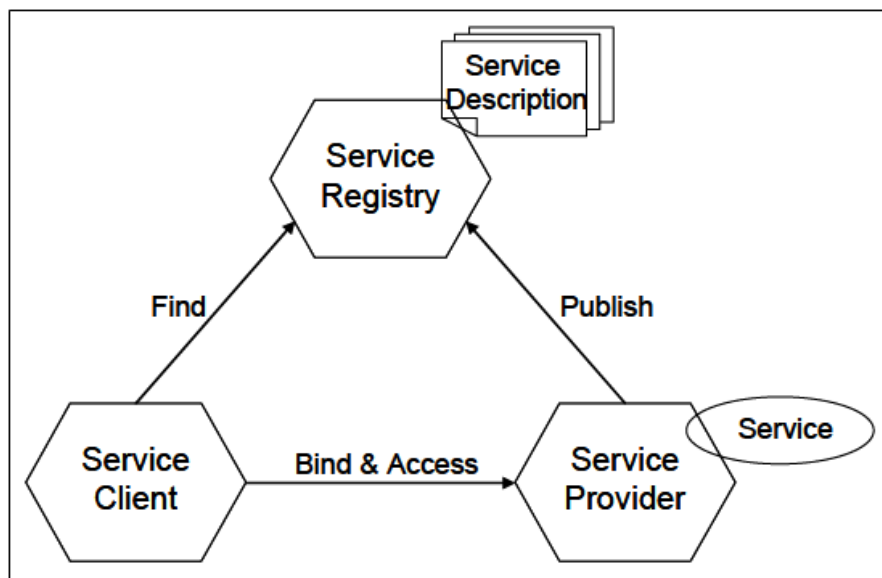 Service
Description
Service
Registry
Find
Publish
Service
Client
Bind & Access
Service
Provider
Service